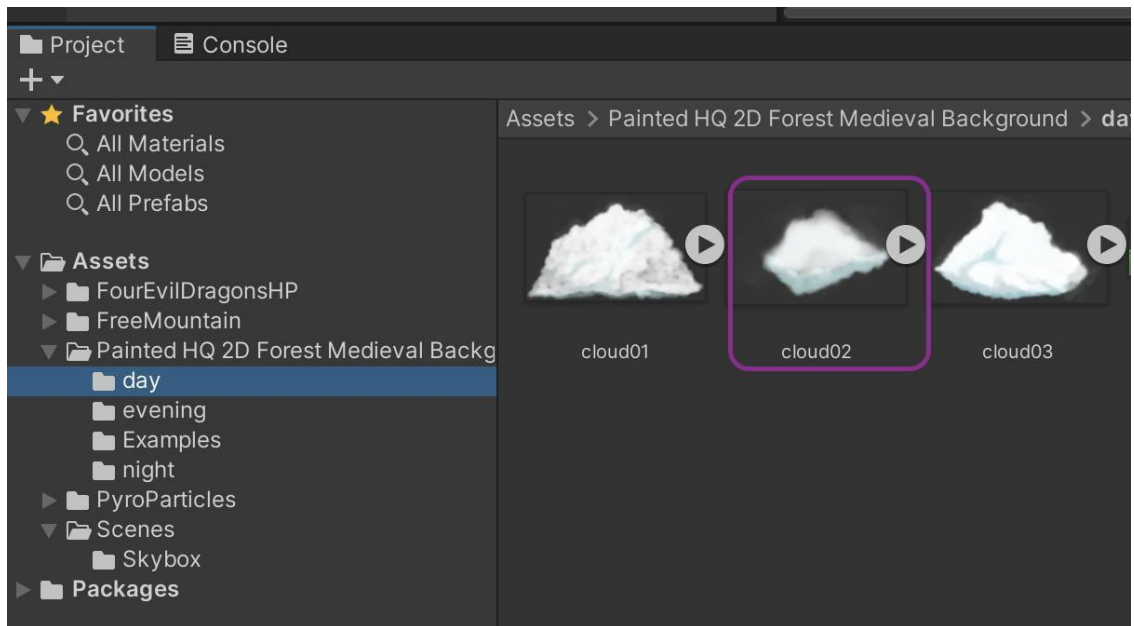 Project
Console
Favorites
All Materials
All Models
All Prefabs
Assets
FourEvilDragonsHP
FreeMountain
Painted HQ 2D Forest Medieval Backg
day
evening
Examples
night
PyroParticles
Scenes
Skybox
Packages
Assets > Painted HQ 2D Forest Medieval Background > da
cloud01
cloud02
cloud03